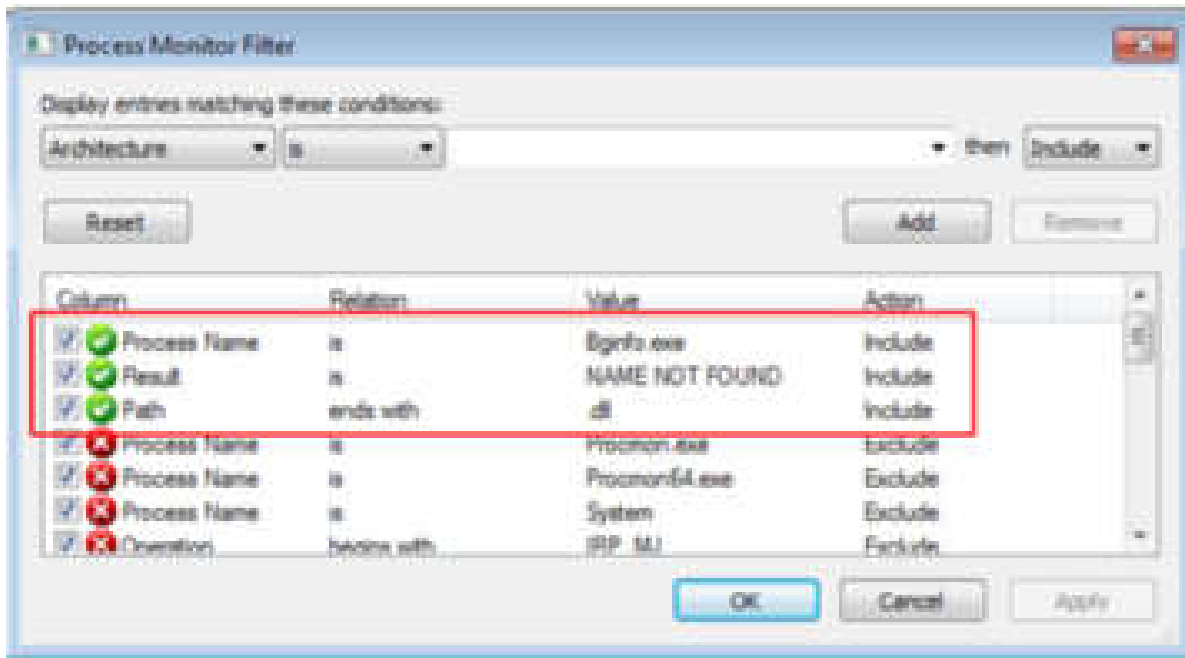 Process Monitor Filter
Display entries matching these conditions:
Architecture is then Include
Reset Add Remove
Column Relation Value Action
Process Name is Bginfo.exe Include
Result is NAME NOT FOUND Include
Path ends with .dll Include
Process Name is Procmon.exe Exclude
Process Name is Procmon64.exe Exclude
Process Name is System Exclude
Operation begins with IRP_MJ Exclude
OK Cancel Apply